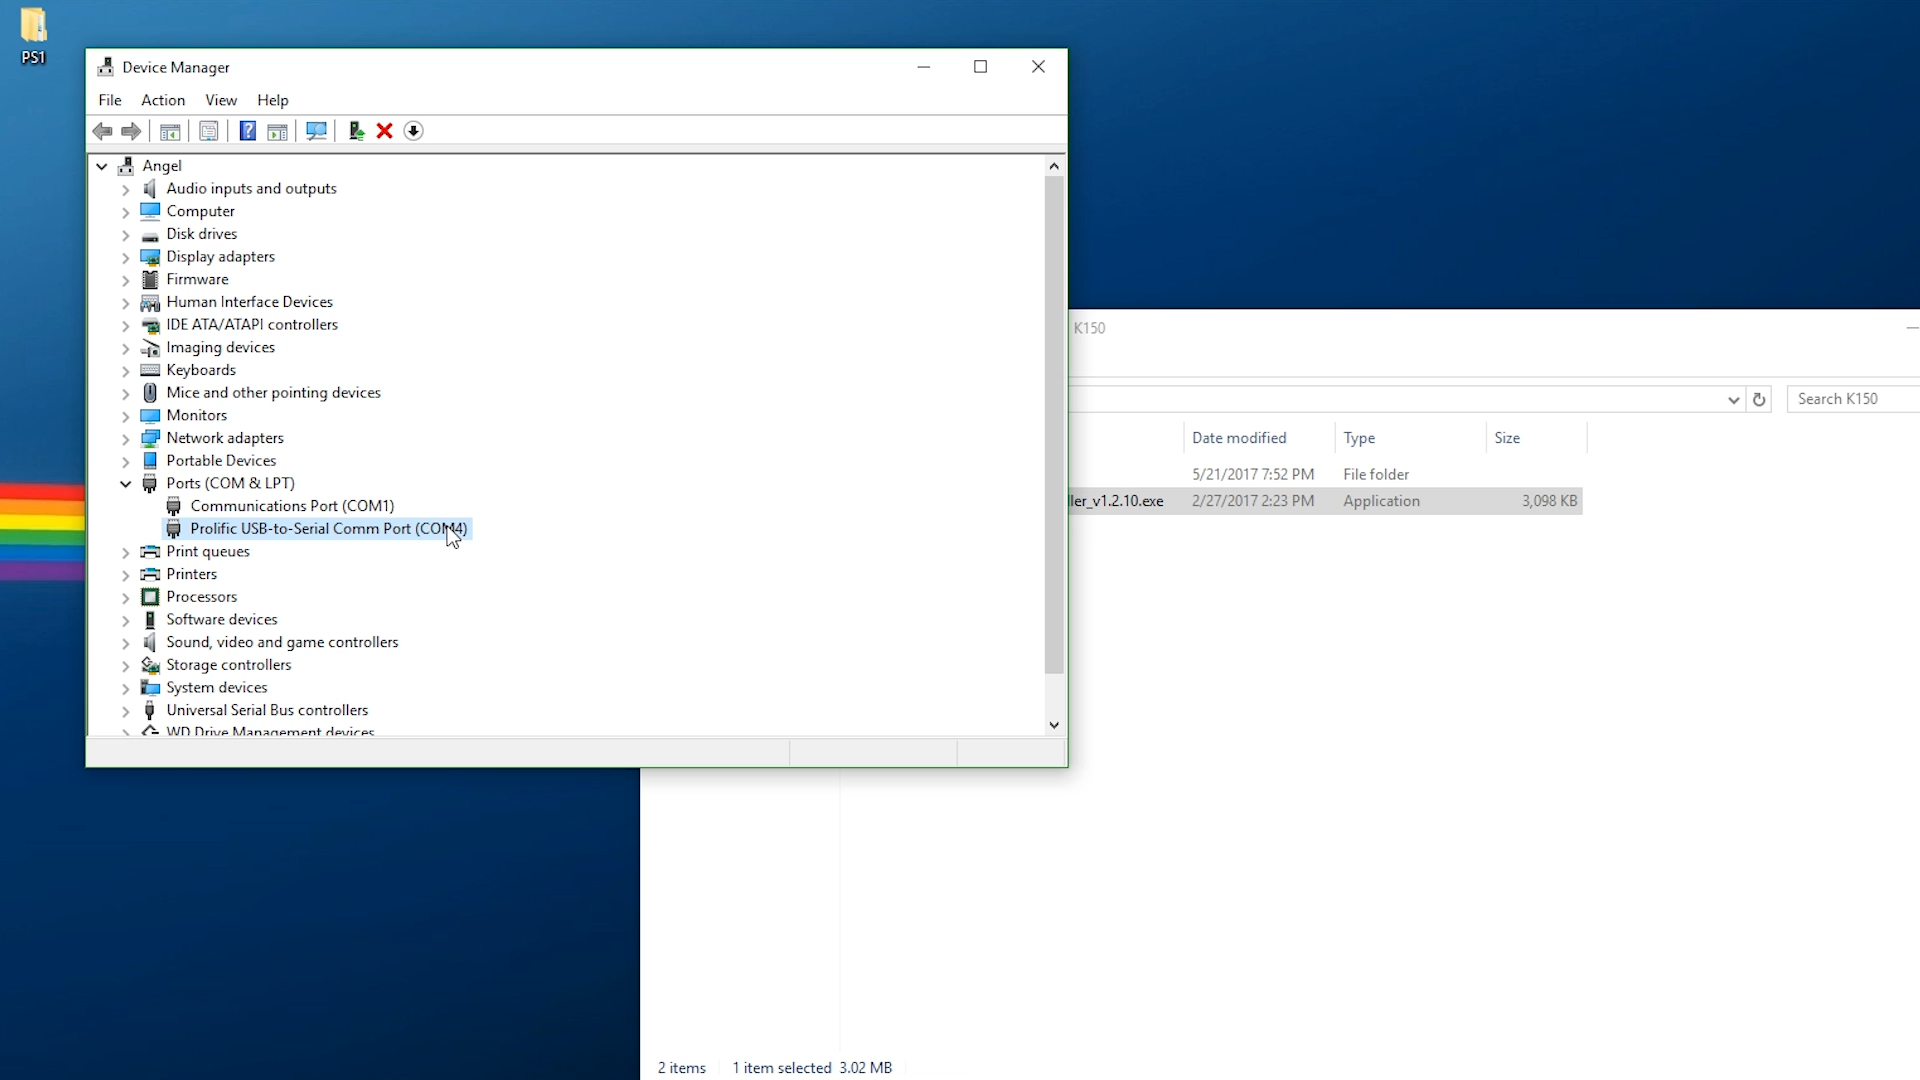 PS1
Device Manager
File Action View Help
Angel
Audio inputs and outputs
Computer
Disk drives
Display adapters
Firmware
Human Interface Devices
IDE ATA/ATAPI controllers
Imaging devices
Keyboards
Mice and other pointing devices
Monitors
Network adapters
Portable Devices
Ports (COM & LPT)
Communications Port (COM1)
Prolific USB-to-Serial Comm Port (COM4)
Print queues
Printers
Processors
Software devices
Sound, video and game controllers
Storage controllers
System devices
Universal Serial Bus controllers
WD Drive Management devices
K150
Search K150
Date modified Type Size
5/21/2017 7:52 PM File folder
ller_v1.2.10.exe 2/27/2017 2:23 PM Application 3,098 KB
2 items 1 item selected 3.02 MB